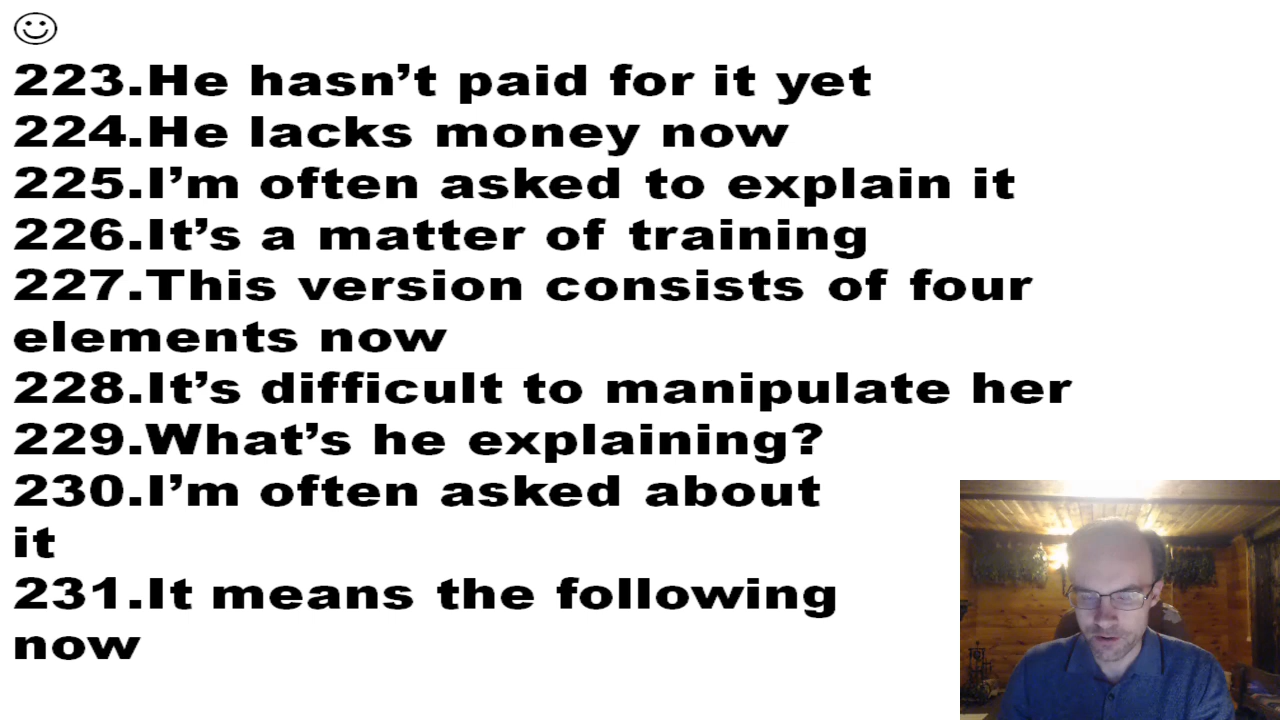 223.He hasn’t paid for it yet
224.He lacks money now
225.I’m often asked to explain it
226.It’s a matter of training
227.This version consists of four
elements now
228.It’s difficult to manipulate her
229.What’s he explaining?
230.I’m often asked about
it
231.It means the following
now